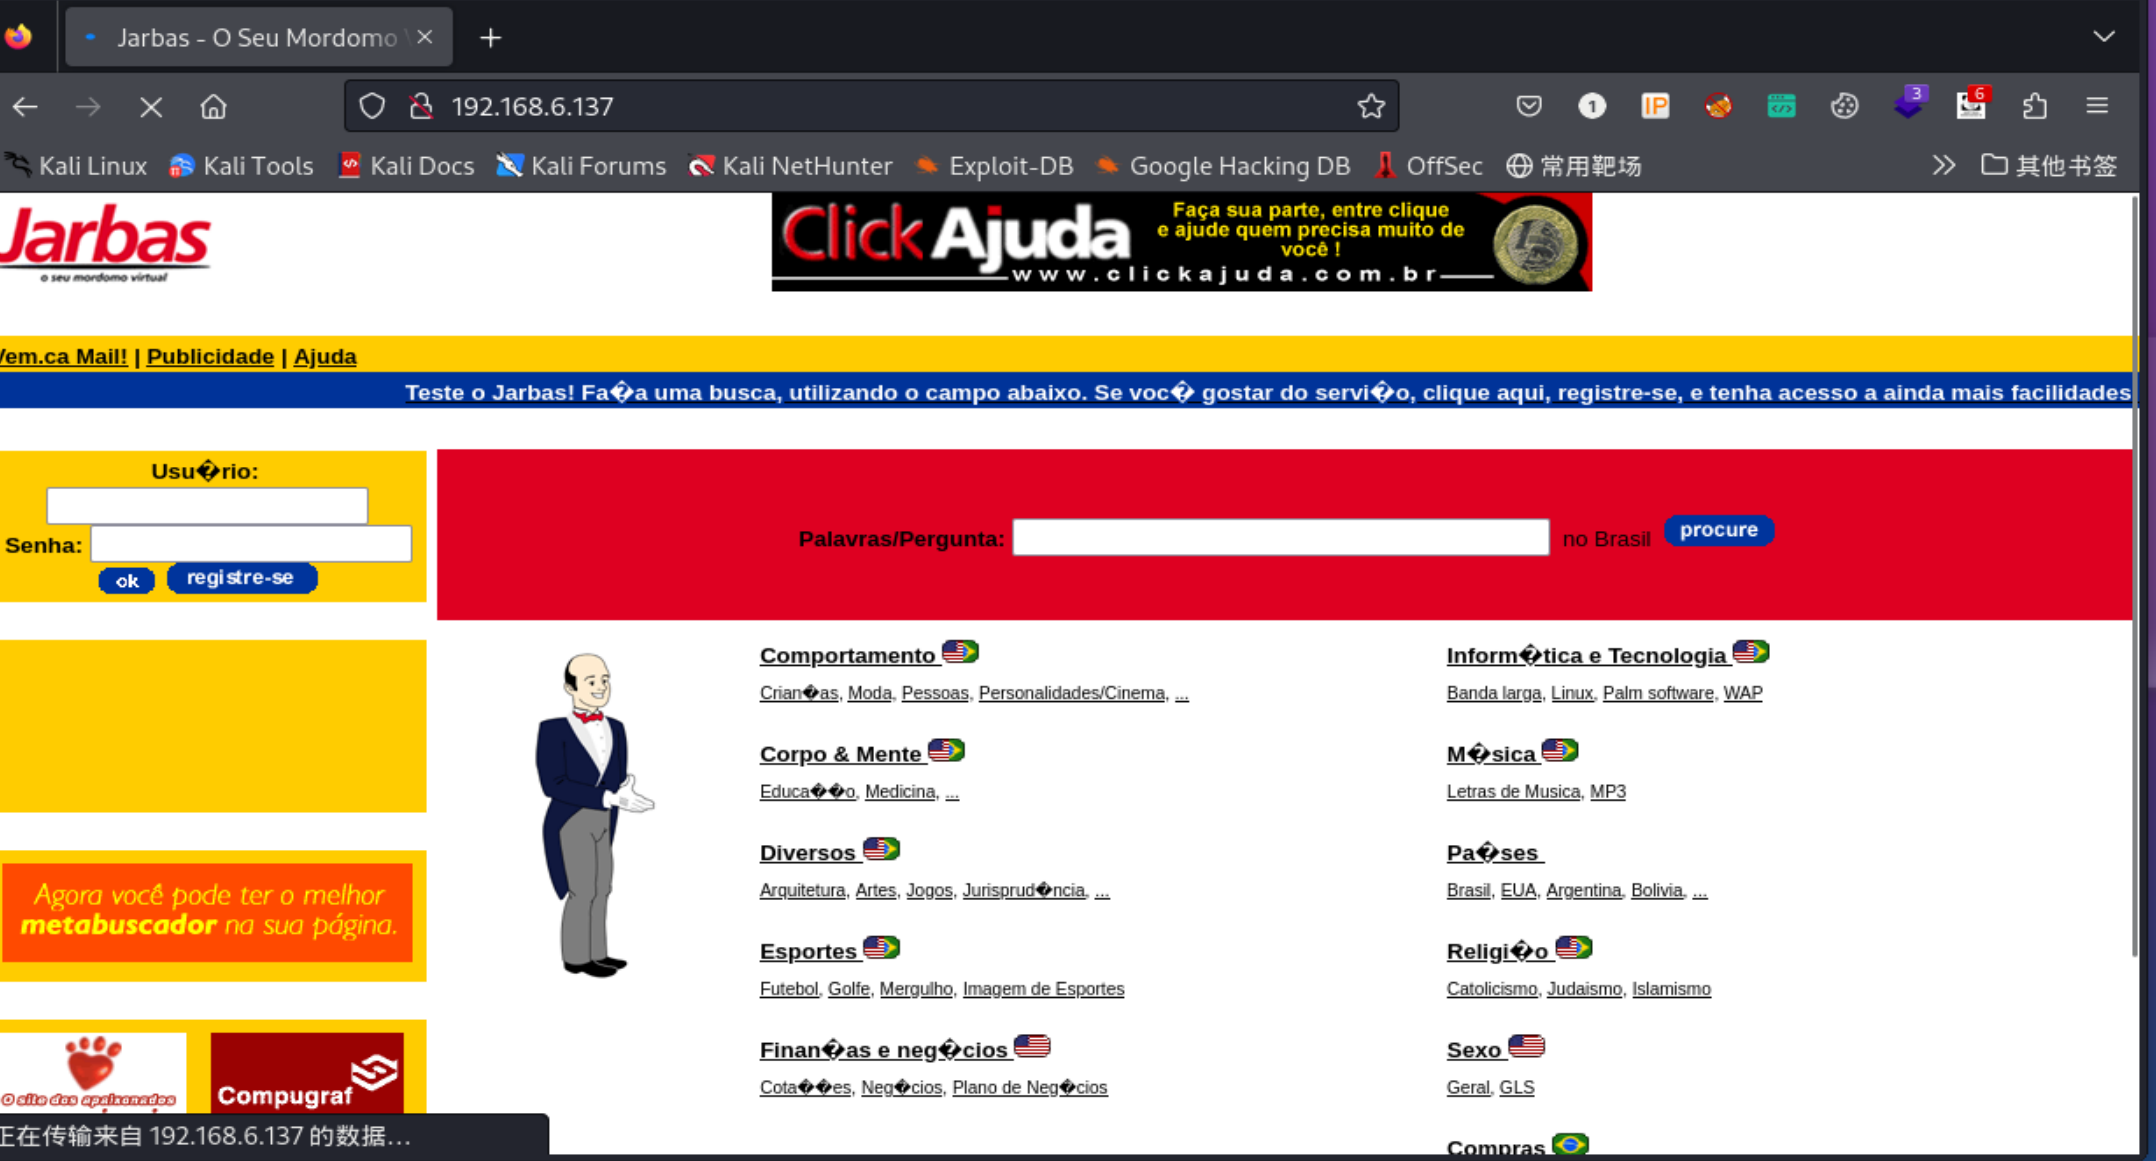 Jarbas - O Seu Mordomo
192.168.6.137
1
IP
3
6
Kali Linux
Kali Tools
Kali Docs
Kali Forums
Kali NetHunter
Exploit-DB
Google Hacking DB
OffSec
常用靶场
其他书签
Jarbas
o seu mordomo virtual
Click Ajuda
Faça sua parte, entre clique
e ajude quem precisa muito de
você !
www.clickajuda.com.br
Vem.ca Mail! | Publicidade | Ajuda
Teste o Jarbas! Fa�a uma busca, utilizando o campo abaixo. Se voc� gostar do servi�o, clique aqui, registre-se, e tenha acesso a ainda mais facilidades
Usu�rio:
Senha:
ok
registre-se
Palavras/Pergunta:
no Brasil
procure
Comportamento
Crian�as, Moda, Pessoas, Personalidades/Cinema, ...
Corpo & Mente
Educa��o, Medicina, ...
Diversos
Arquitetura, Artes, Jogos, Jurisprud�ncia, ...
Esportes
Futebol, Golfe, Mergulho, Imagem de Esportes
Finan�as e neg�cios
Cota��es, Neg�cios, Plano de Neg�cios
Inform�tica e Tecnologia
Banda larga, Linux, Palm software, WAP
M�sica
Letras de Musica, MP3
Pa�ses
Brasil, EUA, Argentina, Bolivia, ...
Religi�o
Catolicismo, Judaismo, Islamismo
Sexo
Geral, GLS
Compras
Agora você pode ter o melhor
metabuscador na sua página.
O site dos apaixonados
Compugraf
正在传输来自 192.168.6.137 的数据…